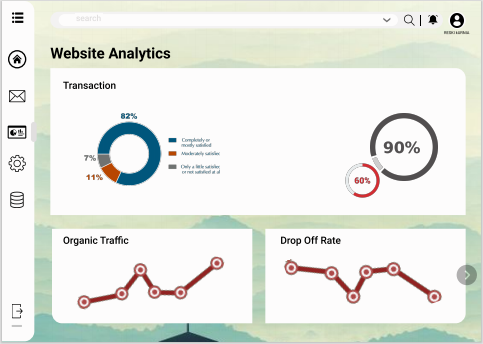 search
Website Analytics
Transaction
82%
7%
11%
Completely or
mostly satisfied
Moderately satisfied
Only a little satisfied
or not satisfied at all
90%
60%
Organic Traffic
Drop Off Rate